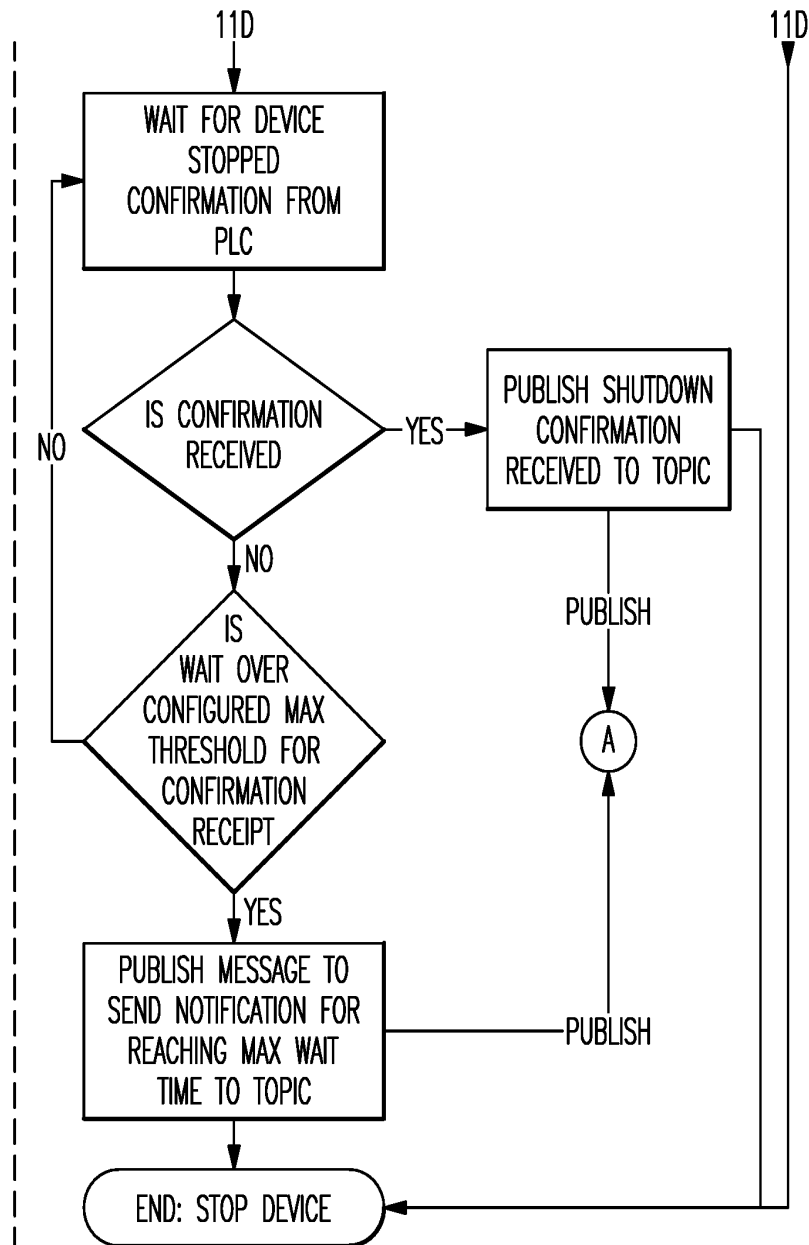 11D
11D
WAIT FOR DEVICE
STOPPED
CONFIRMATION FROM
PLC
IS CONFIRMATION
RECEIVED
YES
PUBLISH SHUTDOWN
CONFIRMATION
RECEIVED TO TOPIC
NO
NO
PUBLISH
IS
WAIT OVER
CONFIGURED MAX
THRESHOLD FOR
CONFIRMATION
RECEIPT
A
YES
PUBLISH MESSAGE TO
SEND NOTIFICATION FOR
REACHING MAX WAIT
TIME TO TOPIC
PUBLISH
END: STOP DEVICE